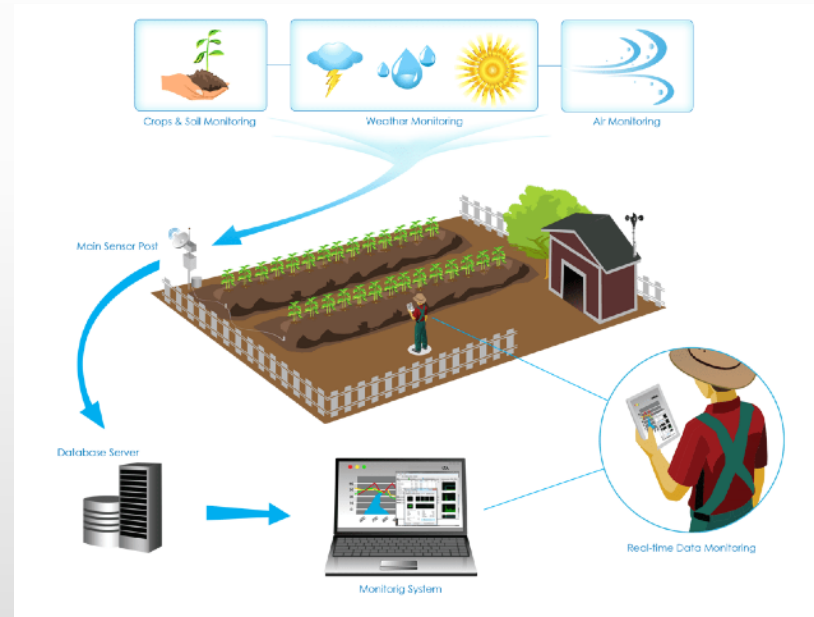 Crops & Soil Monitoring
Weather Monitoring
Air Monitoring
Main Sensor Post
Database Server
Monitorig System
Real-time Data Monitoring